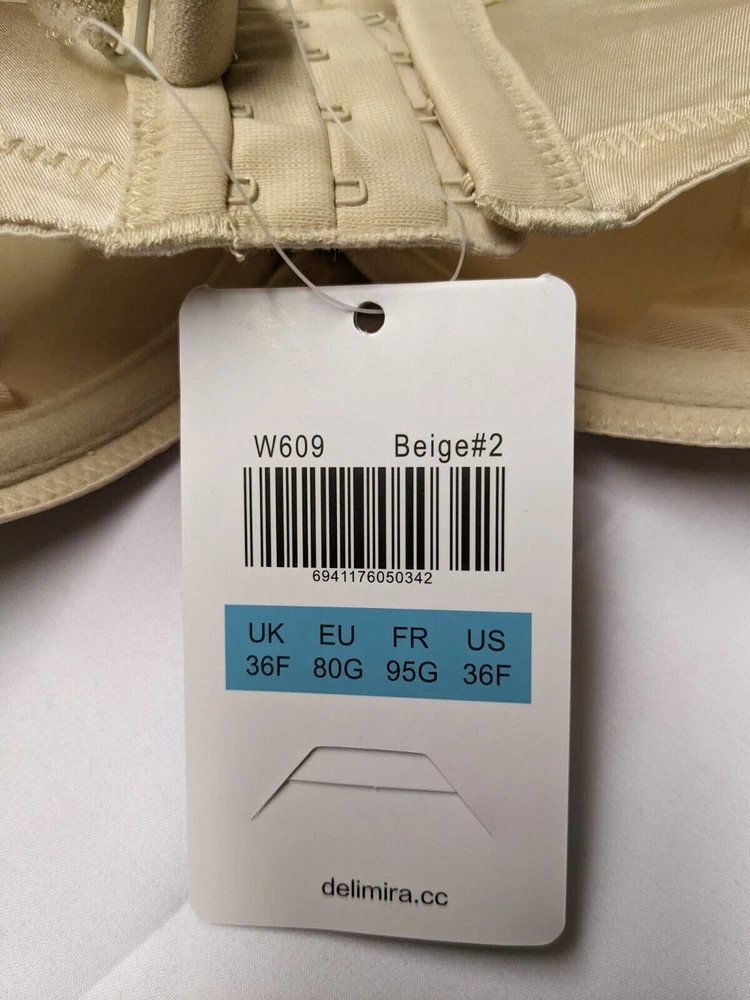 W609 Beige#2
6941176050342
UK EU FR US
36F 80G 95G 36F
delimira.cc